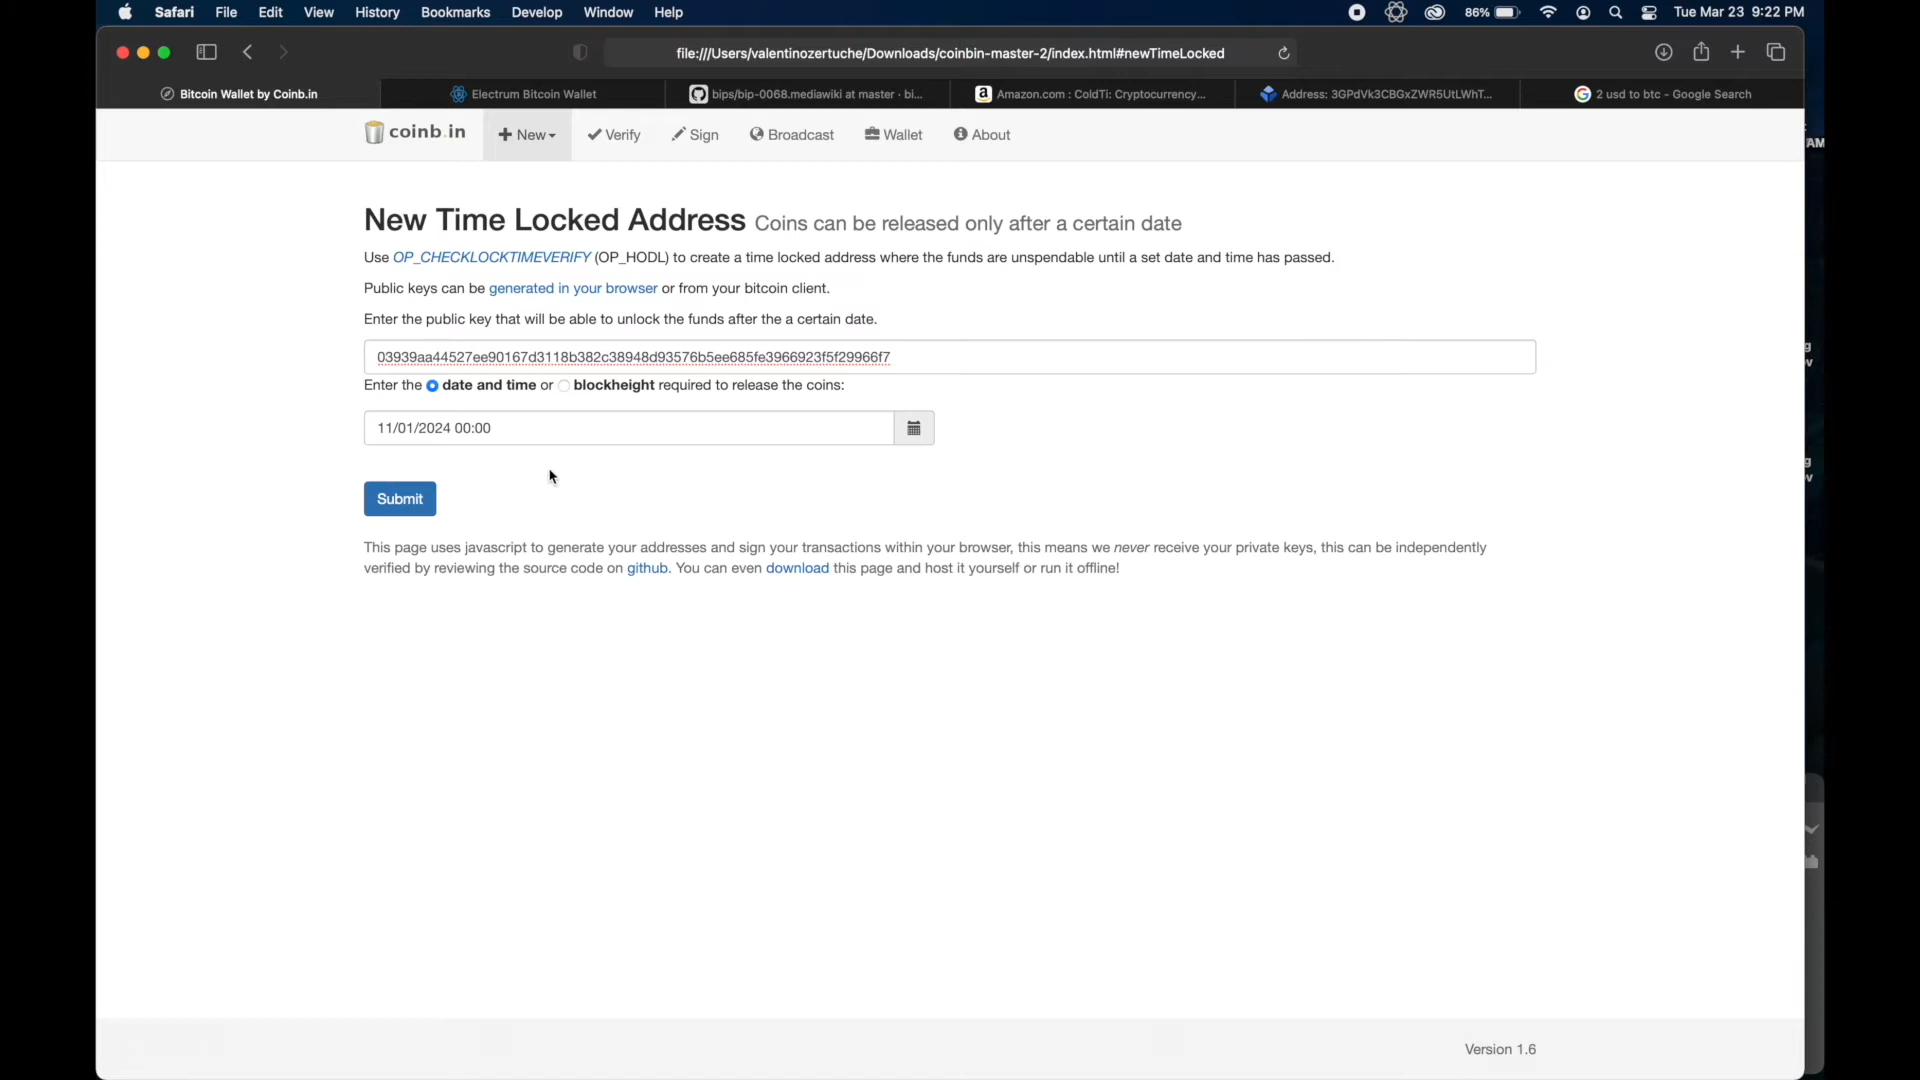 Safari File Edit View History Bookmarks Develop Window Help 86% Tue Mar 23 9:22 PM
file:///Users/valentinozertuche/Downloads/coinbin-master-2/index.html#newTimeLocked
Bitcoin Wallet by Coinb.in Electrum Bitcoin Wallet bips/bip-0068.mediawiki at master · bi... Amazon.com : ColdTi: Cryptocurrency... Address: 3GPdVk3CBGxZWR5UtLWhT... 2 usd to btc - Google Search
coinb.in New Verify Sign Broadcast Wallet About
AM
New Time Locked Address Coins can be released only after a certain date
Use OP_CHECKLOCKTIMEVERIFY (OP_HODL) to create a time locked address where the funds are unspendable until a set date and time has passed.
Public keys can be generated in your browser or from your bitcoin client.
Enter the public key that will be able to unlock the funds after the a certain date.
03939aa44527ee90167d3118b382c38948d93576b5ee685fe3966923f5f29966f7
Enter the date and time or blockheight required to release the coins:
11/01/2024 00:00
Submit
This page uses javascript to generate your addresses and sign your transactions within your browser, this means we never receive your private keys, this can be independently
verified by reviewing the source code on github. You can even download this page and host it yourself or run it offline!
Version 1.6